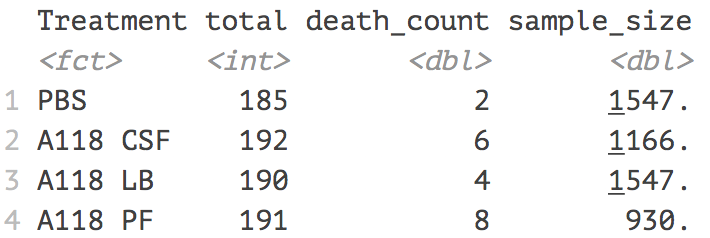 Treatment total death_count sample_size
<fct> <int> <dbl> <dbl>
1 PBS 185 2 1547.
2 A118 CSF 192 6 1166.
3 A118 LB 190 4 1547.
4 A118 PF 191 8 930.